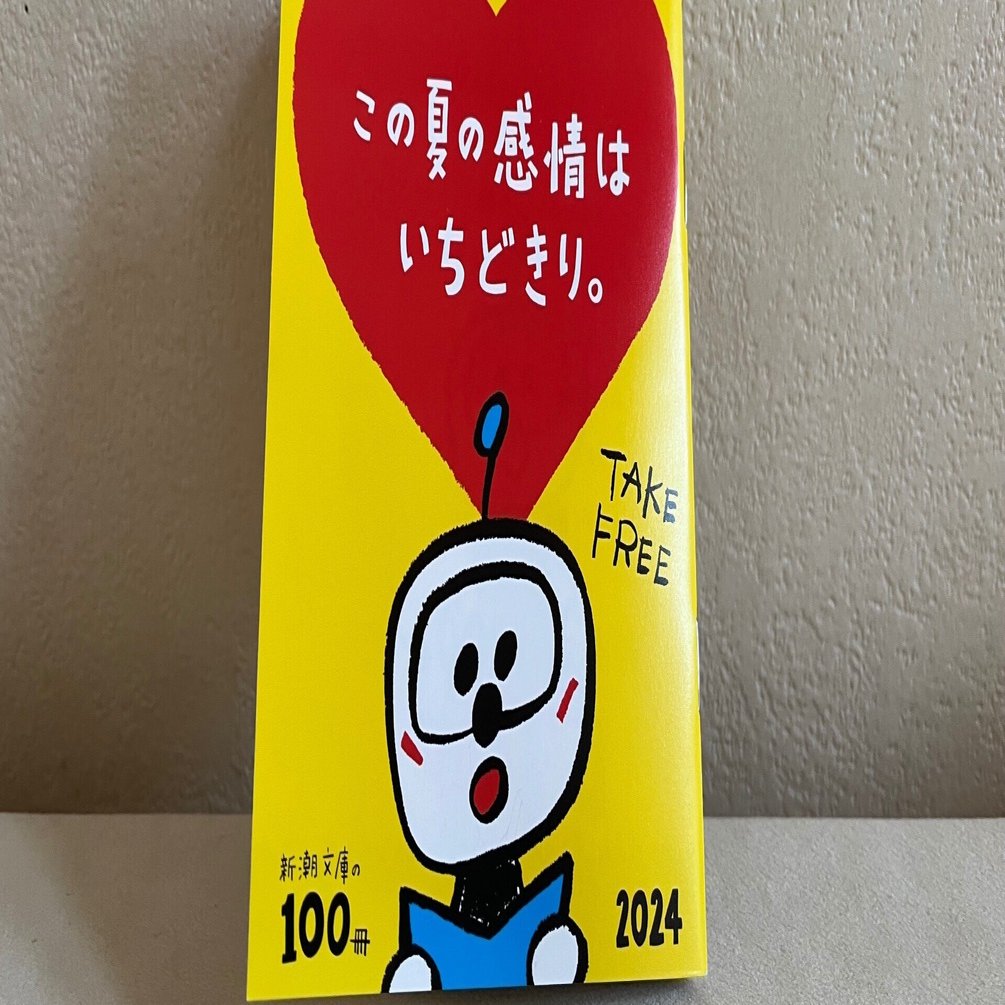 この夏の感情は
いちどきり。
TAKE
FREE
新潮文庫の
100冊
2024